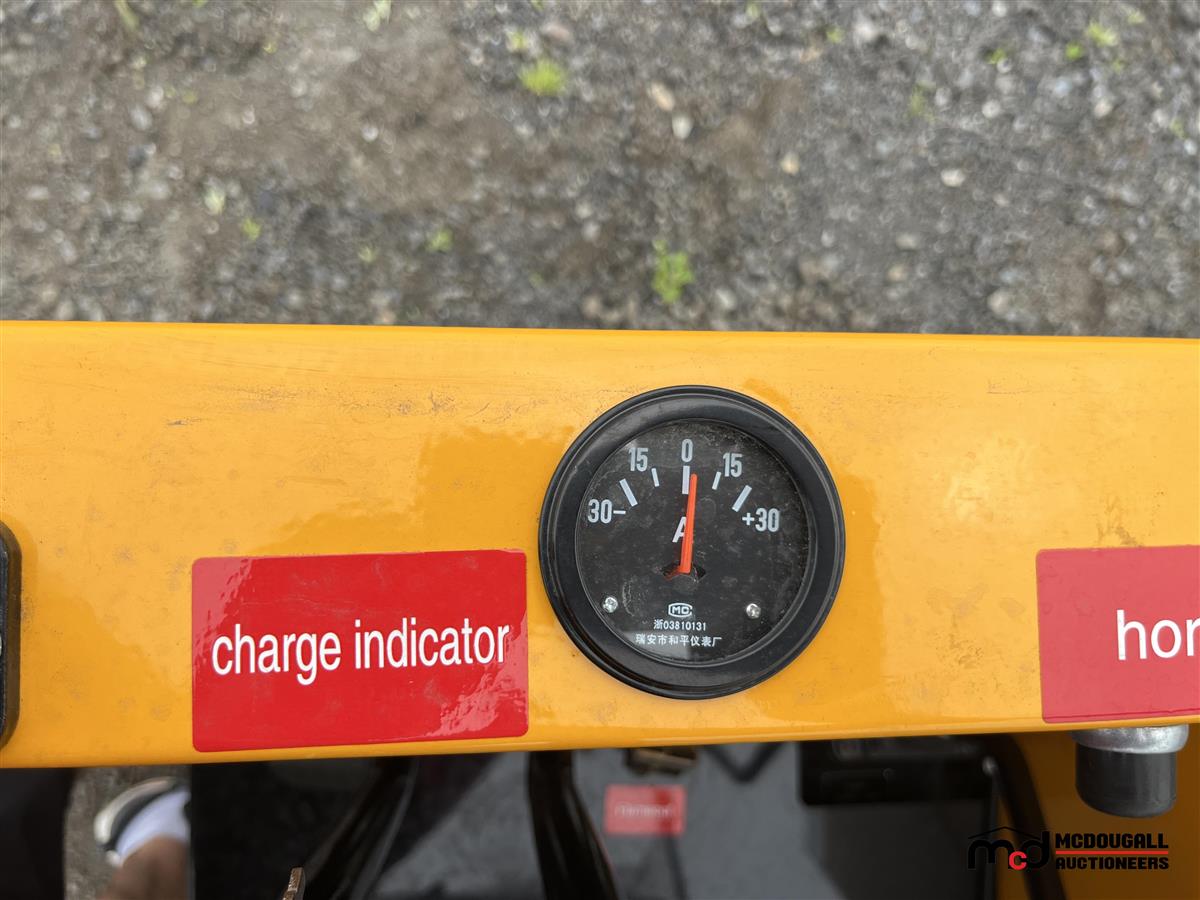 0
15 15
30- +30
A
MC
浙03810131
瑞安市和平仪表厂
charge indicator
hor
mcd MCDOUGALL
AUCTIONEERS